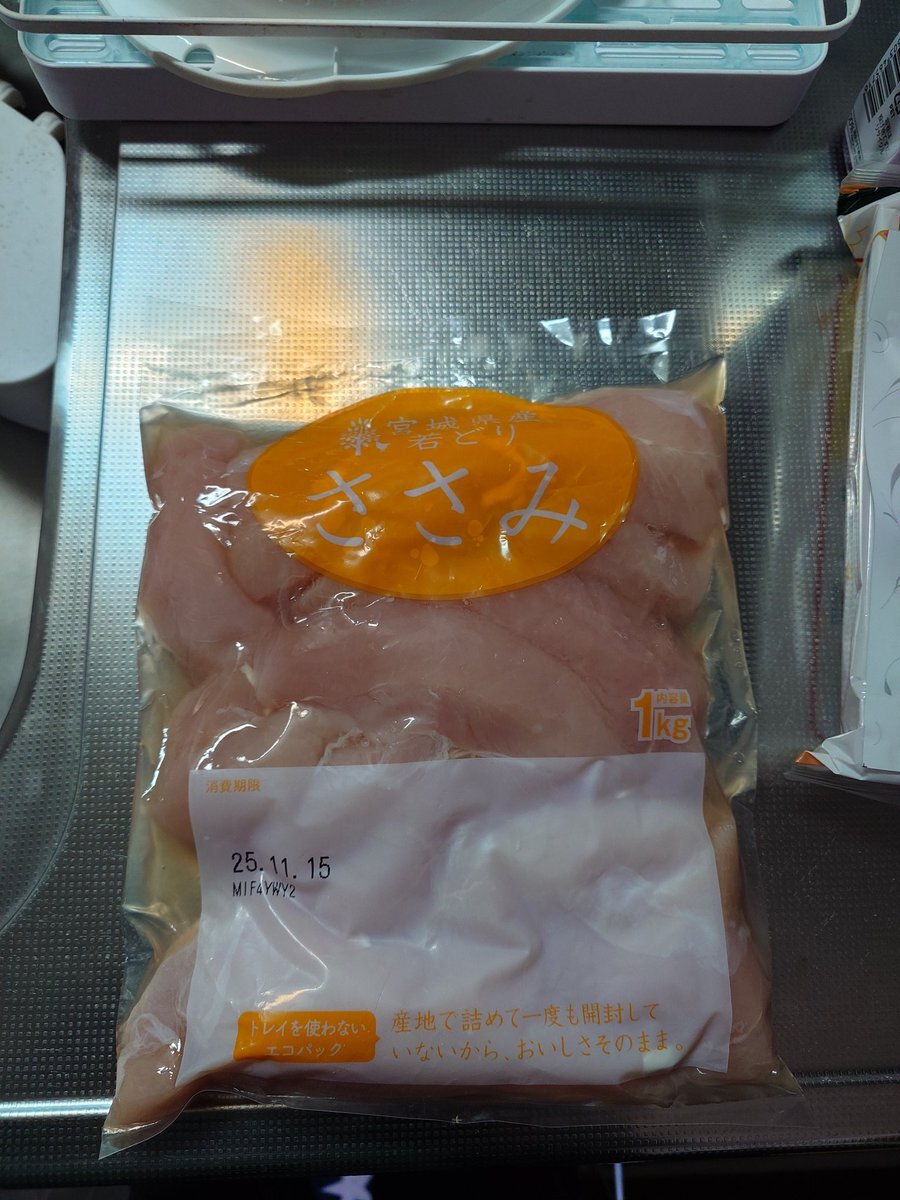 宮城県産
若どり
ささみ
内容量
1kg
消費期限
25.11.15
MIF4YWY2
トレイを使わない
エコパック
産地で詰めて一度も開封して
いないから、おいしさそのまま。